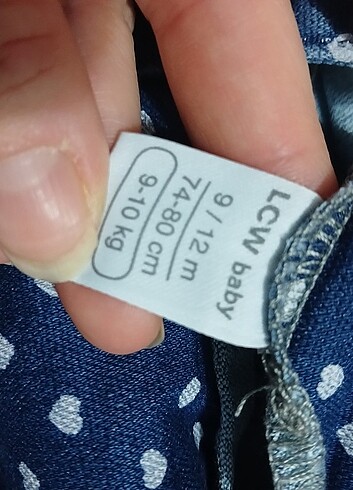 LCW baby
9 / 12 m
74-80 cm
9-10 kg